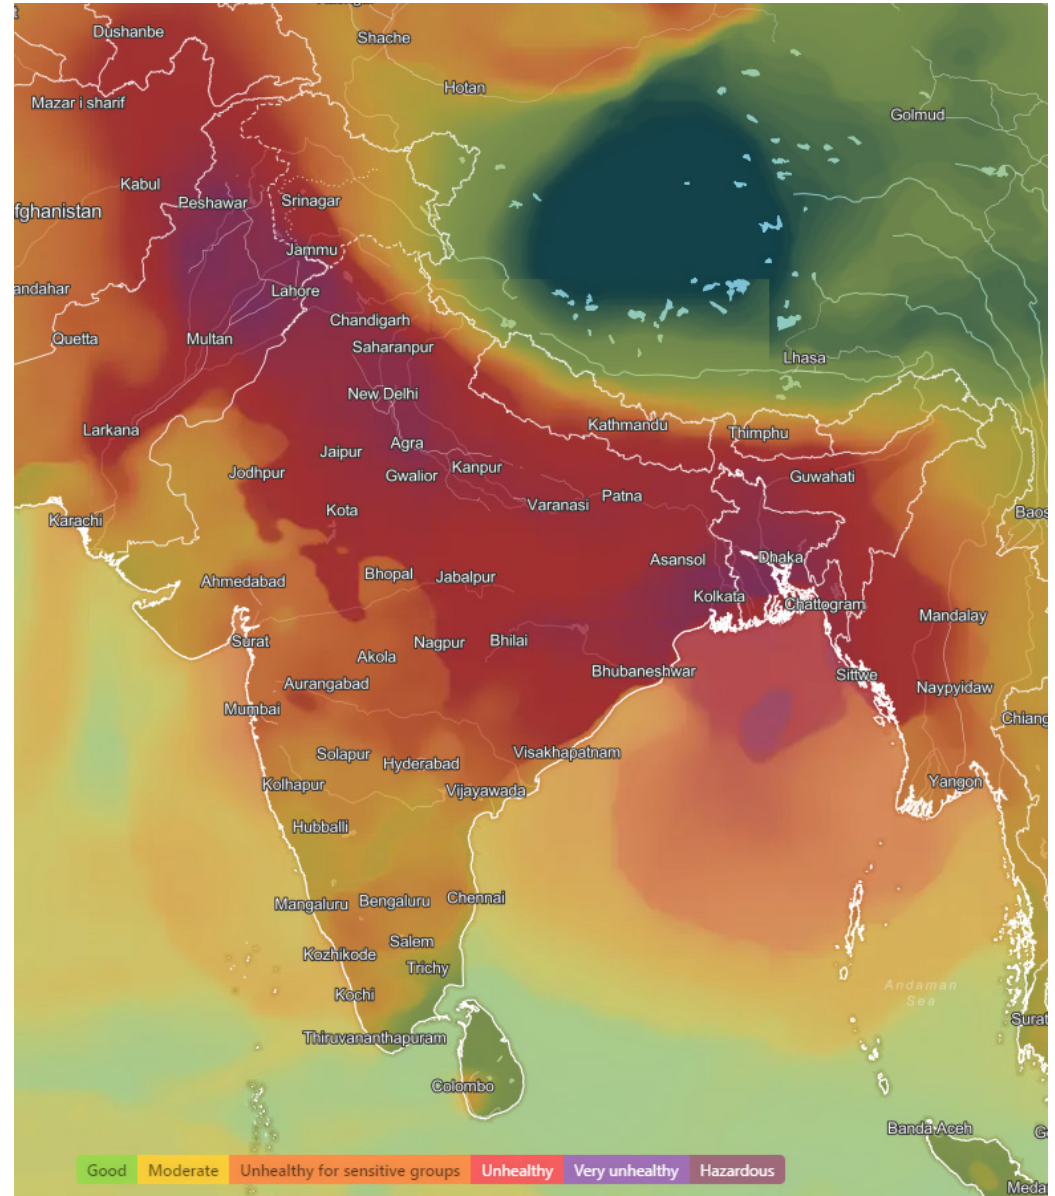 Dushanbe
Shache
Hotan
Mazar i sharif
Golmud
Kabul
Peshawar
Srinagar
fghanistan
Jammu
andahar
Lahore
Chandigarh
Quetta
Multan
Saharanpur
Lhasa
New Delhi
Larkana
Kathmandu
Thimphu
Agra
Jaipur
Jodhpur
Gwalior
Kanpur
Guwahati
Patna
Varanasi
Kota
Karachi
Baos
Asansol
Dhaka
Ahmedabad
Bhopal
Jabalpur
Kolkata
Chattogram
Mandalay
Surat
Nagpur
Bhilai
Akola
Bhubaneshwar
Sittwe
Aurangabad
Naypyidaw
Mumbai
Chiang
Solapur
Hyderabad
Visakhapatnam
Kolhapur
Vijayawada
Yangon
Hubballi
Mangaluru
Bengaluru
Chennai
Salem
Kozhikode
Trichy
Kochi
Andaman
Sea
Surat
Thiruvananthapuram
Colombo
Banda Aceh
Good
Moderate
Unhealthy for sensitive groups
Unhealthy
Very unhealthy
Hazardous
Meda